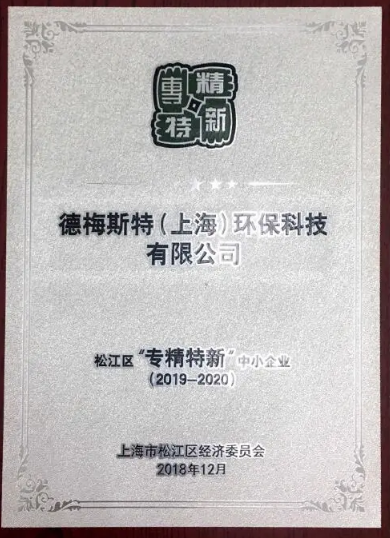 專精
特新
德梅斯特（上海）环保科技
有限公司
松江区“专精特新”中小企业
（2019-2020）
上海市松江区经济委员会
2018年12月